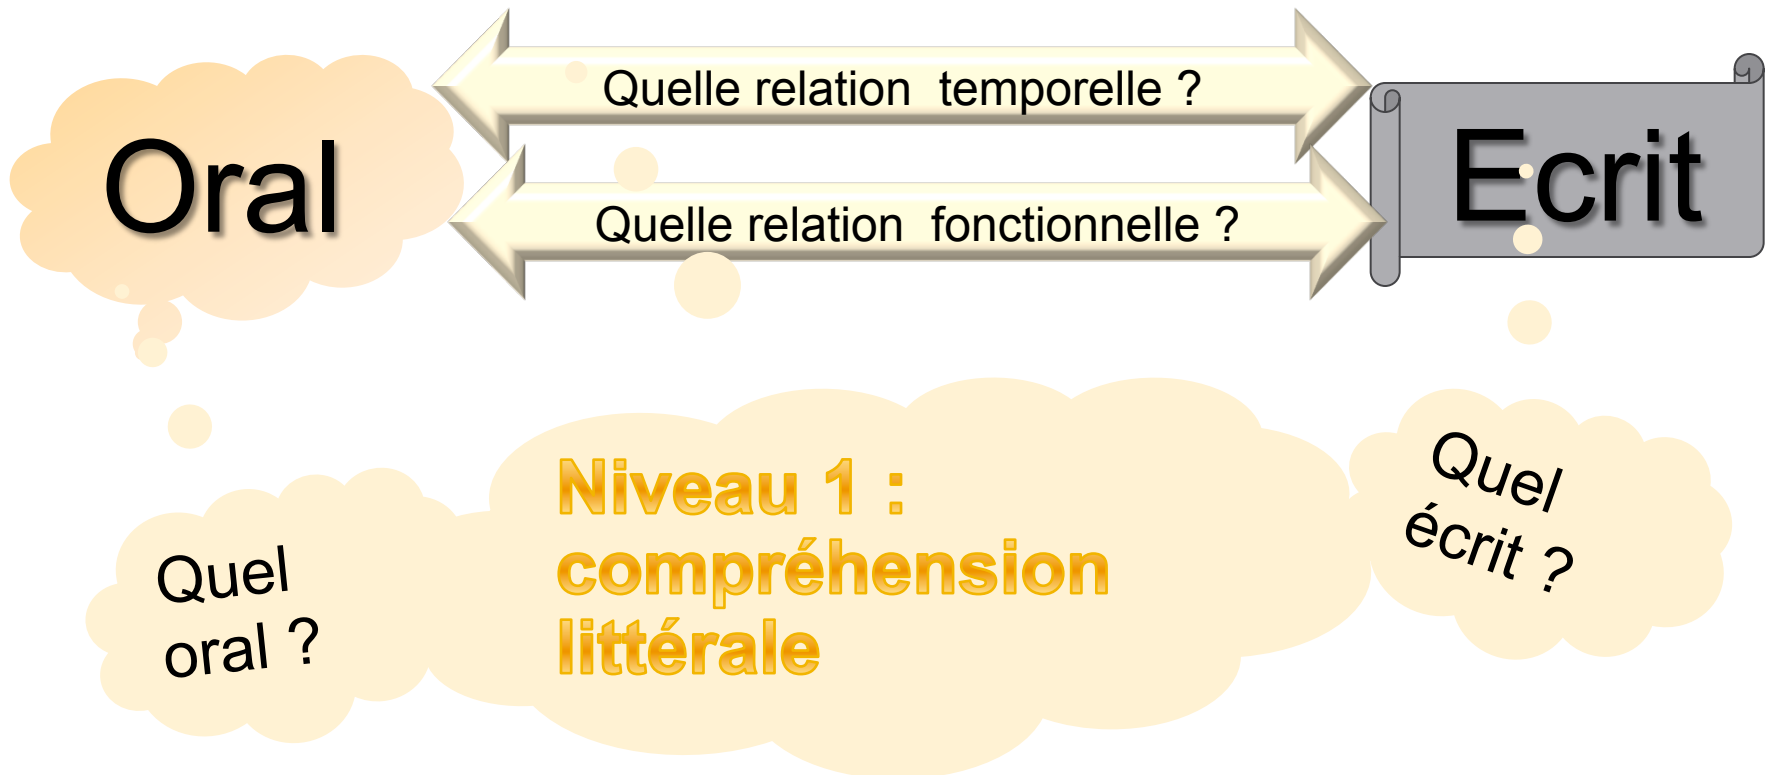 Oral
Quelle relation temporelle ?
Quelle relation fonctionnelle ?
Ecrit
Quel
oral ?
Niveau 1 :
compréhension
littérale
Quel
écrit ?